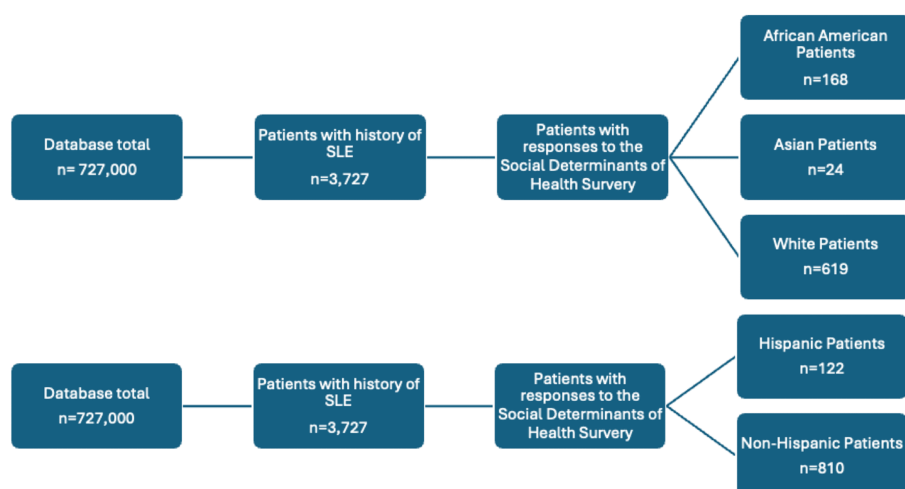 Database total
n= 727,000
Patients with history of
SLE
n=3,727
Patients with
responses to the
Social Determinants of
Health Survery
African American
Patients
n=168
Asian Patients
n=24
White Patients
n=619
Database total
n=727,000
Patients with history of
SLE
n=3,727
Patients with
responses to the
Social Determinants of
Health Survery
Hispanic Patients
n=122
Non-Hispanic Patients
n=810